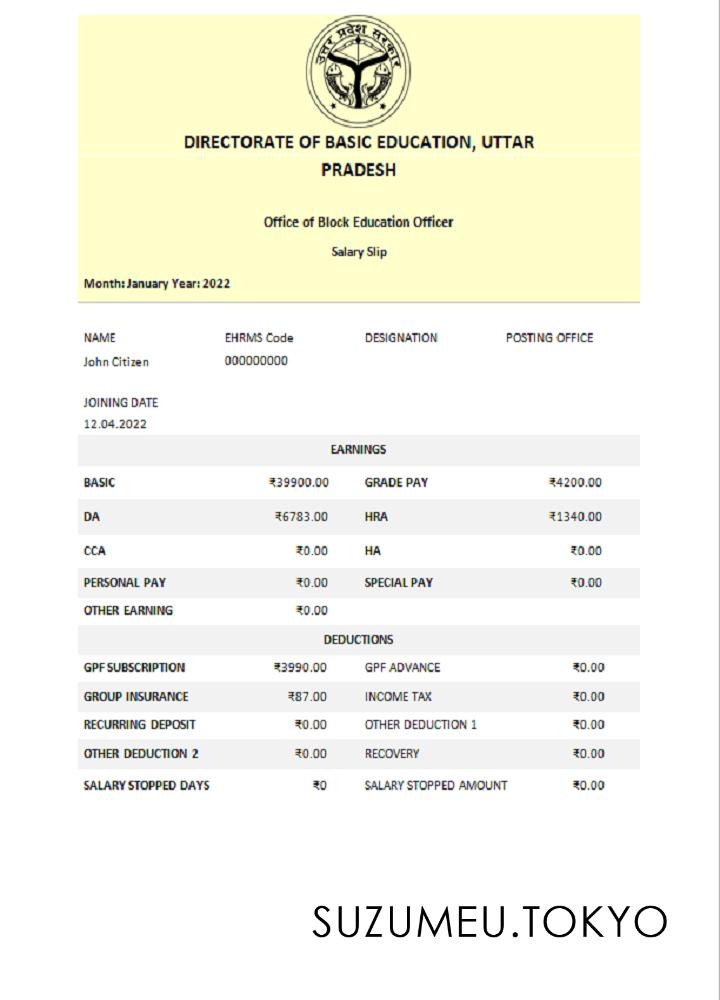 उत्तर प्रदेश सरकार
DIRECTORATE OF BASIC EDUCATION, UTTAR
PRADESH
Office of Block Education Officer
Salary Slip
Month: January Year: 2022
NAME EHRMS Code DESIGNATION POSTING OFFICE
John Citizen 000000000
JOINING DATE
12.04.2022
EARNINGS
BASIC ₹39900.00 GRADE PAY ₹4200.00
DA ₹6783.00 HRA ₹1340.00
CCA ₹0.00 HA ₹0.00
PERSONAL PAY ₹0.00 SPECIAL PAY ₹0.00
OTHER EARNING ₹0.00
DEDUCTIONS
GPF SUBSCRIPTION ₹3990.00 GPF ADVANCE ₹0.00
GROUP INSURANCE ₹87.00 INCOME TAX ₹0.00
RECURRING DEPOSIT ₹0.00 OTHER DEDUCTION 1 ₹0.00
OTHER DEDUCTION 2 ₹0.00 RECOVERY ₹0.00
SALARY STOPPED DAYS ₹0 SALARY STOPPED AMOUNT ₹0.00
SUZUMEU.TOKYO